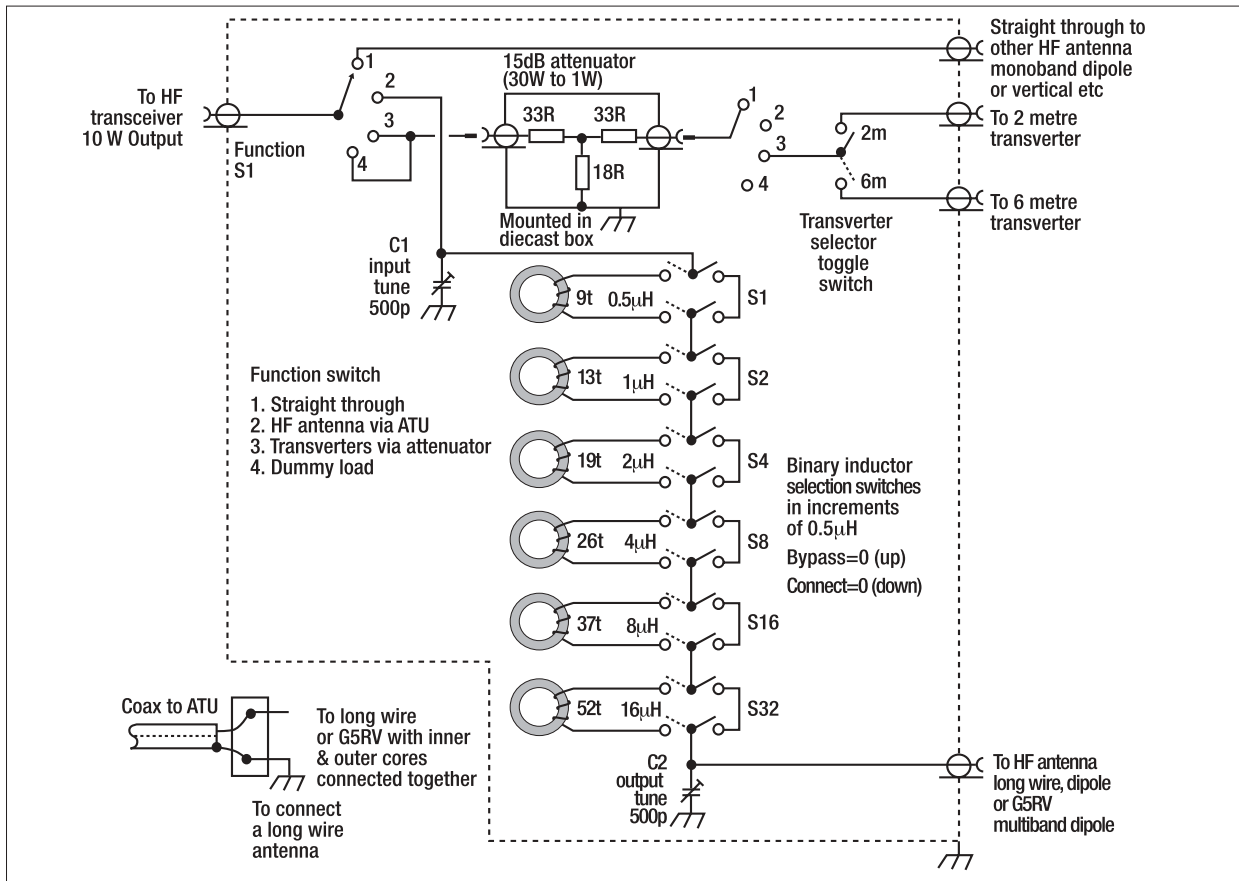 Straight through to
other HF antenna
monoband dipole
or vertical etc
15dB attenuator
(30W to 1W)
1
2
3
4
To HF
transceiver
10 W Output
Function
S1
33R
33R
18R
Mounted in
diecast box
1
2
3
4
2m
6m
To 2 metre
transverter
To 6 metre
transverter
Transverter
selector
toggle
switch
C1
input
tune
500p
9t
0.5µH
S1
13t
1µH
S2
19t
2µH
S4
26t
4µH
S8
37t
8µH
S16
52t
16µH
S32
Function switch
1. Straight through
2. HF antenna via ATU
3. Transverters via attenuator
4. Dummy load
Binary inductor
selection switches
in increments
of 0.5µH
Bypass=0 (up)
Connect=0 (down)
Coax to ATU
To long wire
or G5RV with inner
& outer cores
connected together
To connect
a long wire
antenna
C2
output
tune
500p
To HF antenna
long wire, dipole
or G5RV
multiband dipole